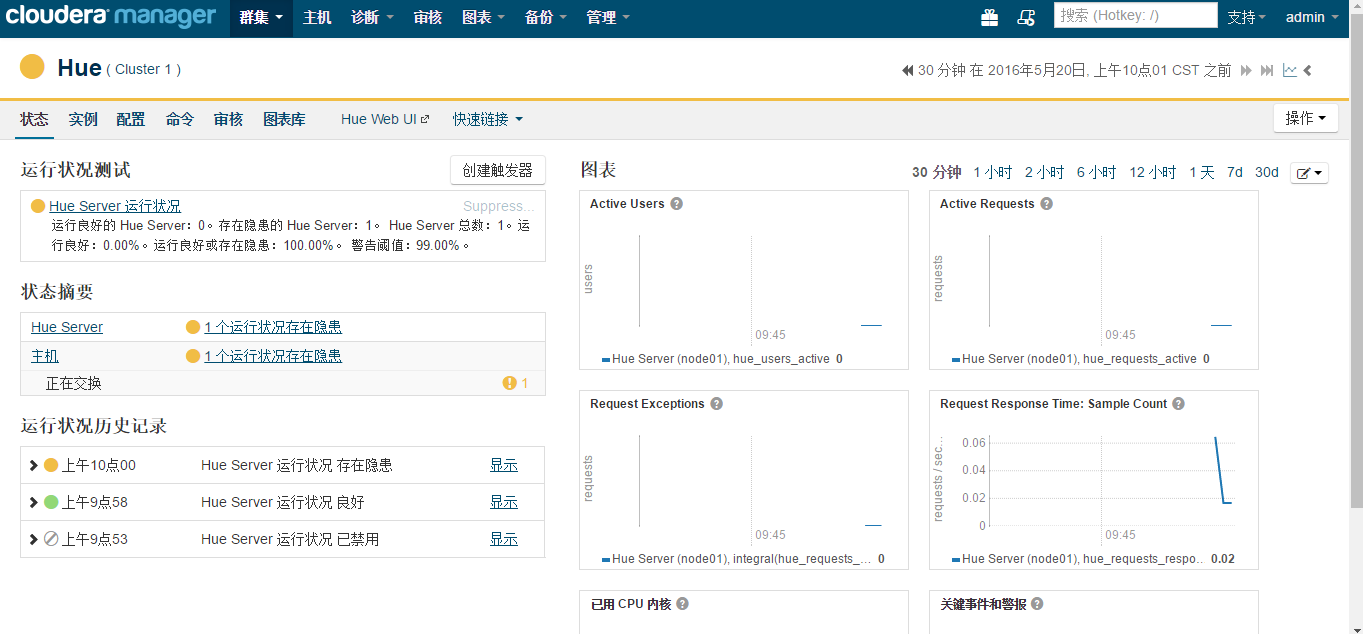 cloudera manager 群集 主机 诊断 审核 图表 备份 管理 搜索 (Hotkey: /) 支持 admin
Hue ( Cluster 1 ) 30 分钟 在 2016年5月20日, 上午10点01 CST 之前
状态 实例 配置 命令 审核 图表库 Hue Web UI 快速链接 操作
运行状况测试 创建触发器
Hue Server 运行状况 Suppress...
运行良好的 Hue Server：0。存在隐患的 Hue Server：1。 Hue Server 总数：1。运
行良好：0.00%。运行良好或存在隐患：100.00%。 警告阈值：99.00%。
状态摘要
Hue Server 1 个运行状况存在隐患
主机 1 个运行状况存在隐患
正在交换 1
运行状况历史记录
上午10点00 Hue Server 运行状况 存在隐患 显示
上午9点58 Hue Server 运行状况 良好 显示
上午9点53 Hue Server 运行状况 已禁用 显示
图表 30 分钟 1 小时 2 小时 6 小时 12 小时 1 天 7d 30d
Active Users ?
users
09:45
Hue Server (node01), hue_users_active 0
Active Requests ?
requests
09:45
Hue Server (node01), hue_requests_active 0
Request Exceptions ?
requests
09:45
Hue Server (node01), integral(hue_requests_... 0
Request Response Time: Sample Count ?
requests / sec...
0.06
0.04
0.02
0
09:45
Hue Server (node01), hue_requests_respo.. 0.02
已用 CPU 内核 ?
关键事件和警报 ?